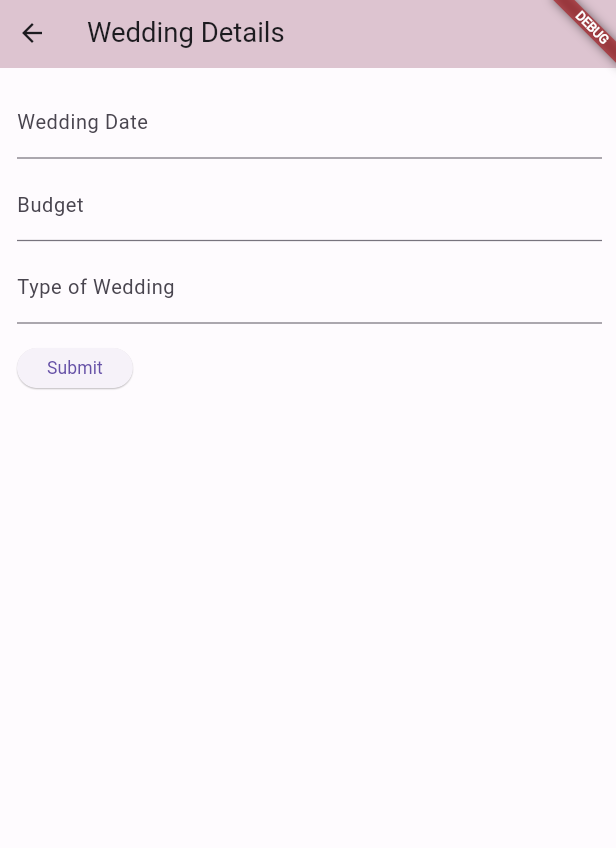 Wedding Details
DEBUG
Wedding Date
Budget
Type of Wedding
Submit